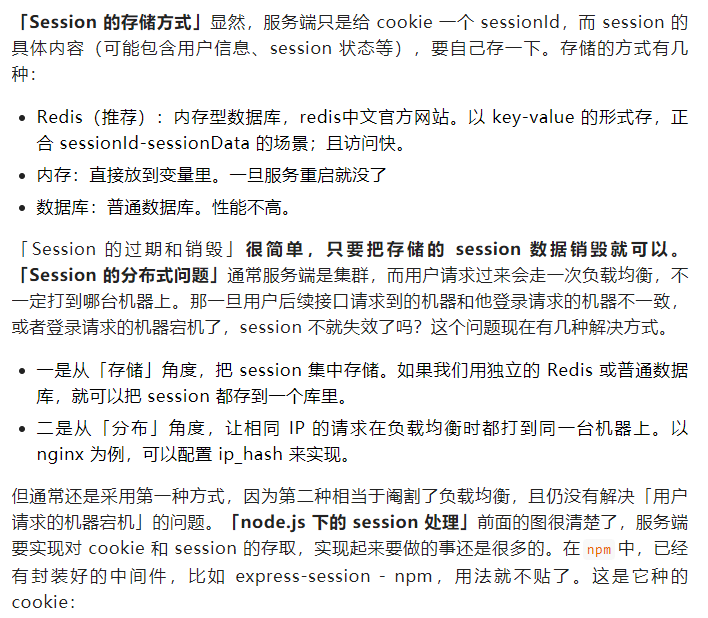 「Session 的存储方式」显然，服务端只是给 cookie 一个 sessionId，而 session 的
具体内容（可能包含用户信息、session 状态等），要自己存一下。存储的方式有几
种：
• Redis（推荐）：内存型数据库，redis中文官方网站。以 key-value 的形式存，正
合 sessionId-sessionData 的场景；且访问快。
• 内存：直接放到变量里。一旦服务重启就没了
• 数据库：普通数据库。性能不高。
「Session 的过期和销毁」很简单，只要把存储的 session 数据销毁就可以。
「Session 的分布式问题」通常服务端是集群，而用户请求过来会走一次负载均衡，不
一定打到哪台机器上。那一旦用户后续接口请求到的机器和他登录请求的机器不一致，
或者登录请求的机器宕机了，session 不就失效了吗？这个问题现在有几种解决方式。
• 一是从「存储」角度，把 session 集中存储。如果我们用独立的 Redis 或普通数据
库，就可以把 session 都存到一个库里。
• 二是从「分布」角度，让相同 IP 的请求在负载均衡时都打到同一台机器上。以
nginx 为例，可以配置 ip_hash 来实现。
但通常还是采用第一种方式，因为第二种相当于阉割了负载均衡，且仍没有解决「用户
请求的机器宕机」的问题。「node.js 下的 session 处理」前面的图很清楚了，服务端
要实现对 cookie 和 session 的存取，实现起来要做的事还是很多的。在 npm 中，已经
有封装好的中间件，比如 express-session - npm，用法就不贴了。这是它种的
cookie：